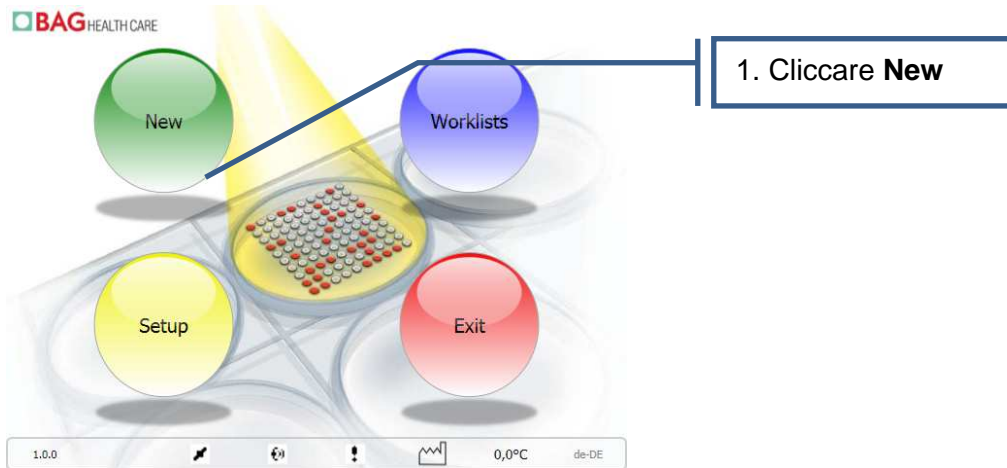 BAG HEALTH CARE
1. Cliccare New
New
Worklists
Setup
Exit
1.0.0
0,0°C
de-DE